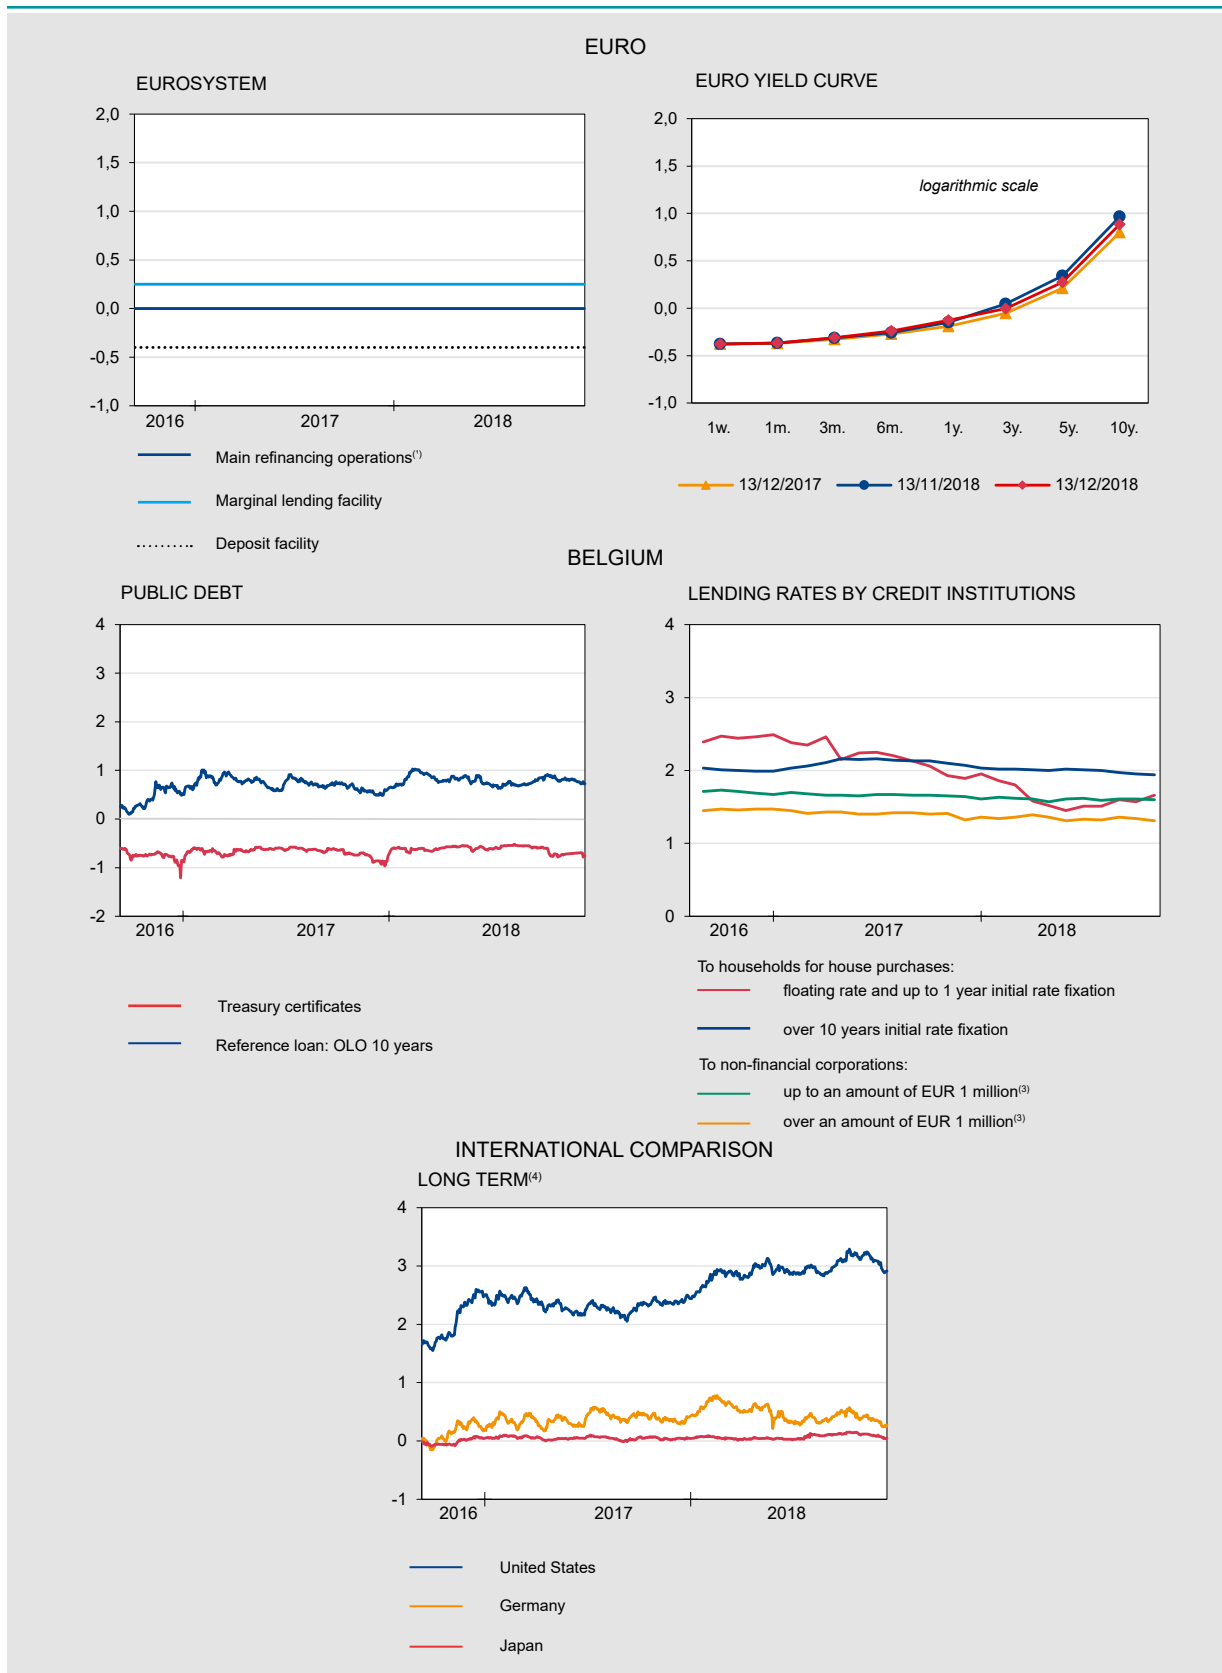 EURO
EUROSYSTEM
2,0
1,5
1,0
0,5
0,0
-0,5
-1,0
2016 2017 2018
Main refinancing operations(¹)
Marginal lending facility
Deposit facility
EURO YIELD CURVE
2,0
1,5
1,0
0,5
0,0
-0,5
-1,0
logarithmic scale
1w. 1m. 3m. 6m. 1y. 3y. 5y. 10y.
13/12/2017 13/11/2018 13/12/2018
BELGIUM
PUBLIC DEBT
4
3
2
1
0
-1
-2
2016 2017 2018
Treasury certificates
Reference loan: OLO 10 years
LENDING RATES BY CREDIT INSTITUTIONS
4
3
2
1
0
2016 2017 2018
To households for house purchases:
floating rate and up to 1 year initial rate fixation
over 10 years initial rate fixation
To non-financial corporations:
up to an amount of EUR 1 million(3)
over an amount of EUR 1 million(3)
INTERNATIONAL COMPARISON
LONG TERM(4)
4
3
2
1
0
-1
2016 2017 2018
United States
Germany
Japan